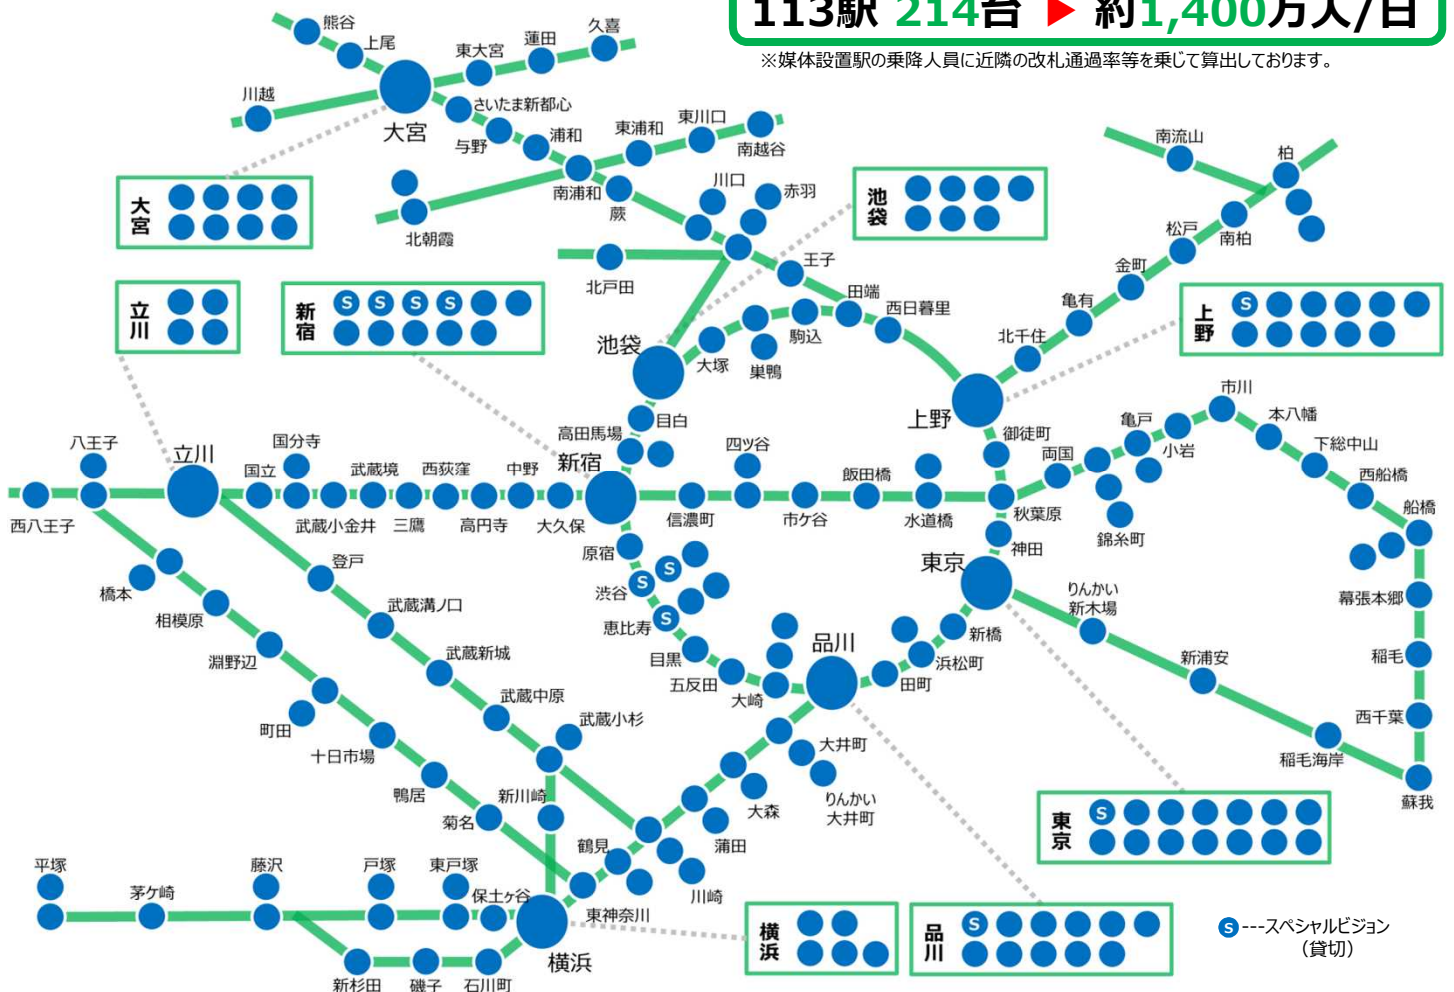 113駅 214台 ▶ 約1,400万人/日
※媒体設置駅の乗降人員に近隣の改札通過率等を乗じて算出しております。
熊谷
上尾
東大宮
蓮田
久喜
川越
大宮
さいたま新都心
与野
浦和
東浦和
東川口
南越谷
南浦和
蕨
北朝霞
川口
赤羽
北戸田
王子
田端
西日暮里
駒込
巣鴨
大塚
池袋
目白
高田馬場
新宿
南流山
柏
南柏
松戸
金町
亀有
北千住
上野
御徒町
秋葉原
神田
東京
大宮
立川
新宿
S
S
S
S
池袋
上野
S
八王子
西八王子
立川
国立
国分寺
武蔵小金井
武蔵境
三鷹
西荻窪
高円寺
中野
大久保
信濃町
四ツ谷
市ケ谷
飯田橋
水道橋
両国
錦糸町
亀戸
小岩
市川
本八幡
下総中山
西船橋
船橋
幕張本郷
稲毛
西千葉
蘇我
稲毛海岸
新浦安
りんかい
新木場
原宿
渋谷
S
S
恵比寿
S
目黒
五反田
大崎
品川
田町
浜松町
新橋
橋本
相模原
淵野辺
町田
十日市場
鴨居
菊名
登戸
武蔵溝ノ口
武蔵新城
武蔵中原
武蔵小杉
新川崎
大井町
りんかい
大井町
大森
蒲田
川崎
鶴見
東神奈川
横浜
平塚
茅ケ崎
藤沢
戸塚
東戸塚
保土ヶ谷
新杉田
磯子
石川町
東京
S
横浜
品川
S
S---スペシャルビジョン
(貸切)